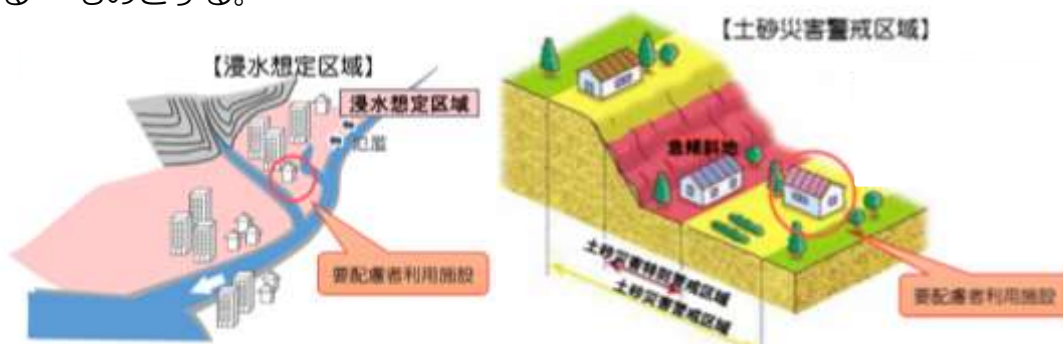 る ものとする。
【浸水想定区域】
浸水想定区域
氾濫
要配慮者利用施設
【土砂災害警戒区域】
急傾斜地
土砂災害特別警戒区域
土砂災害警戒区域
要配慮者利用施設